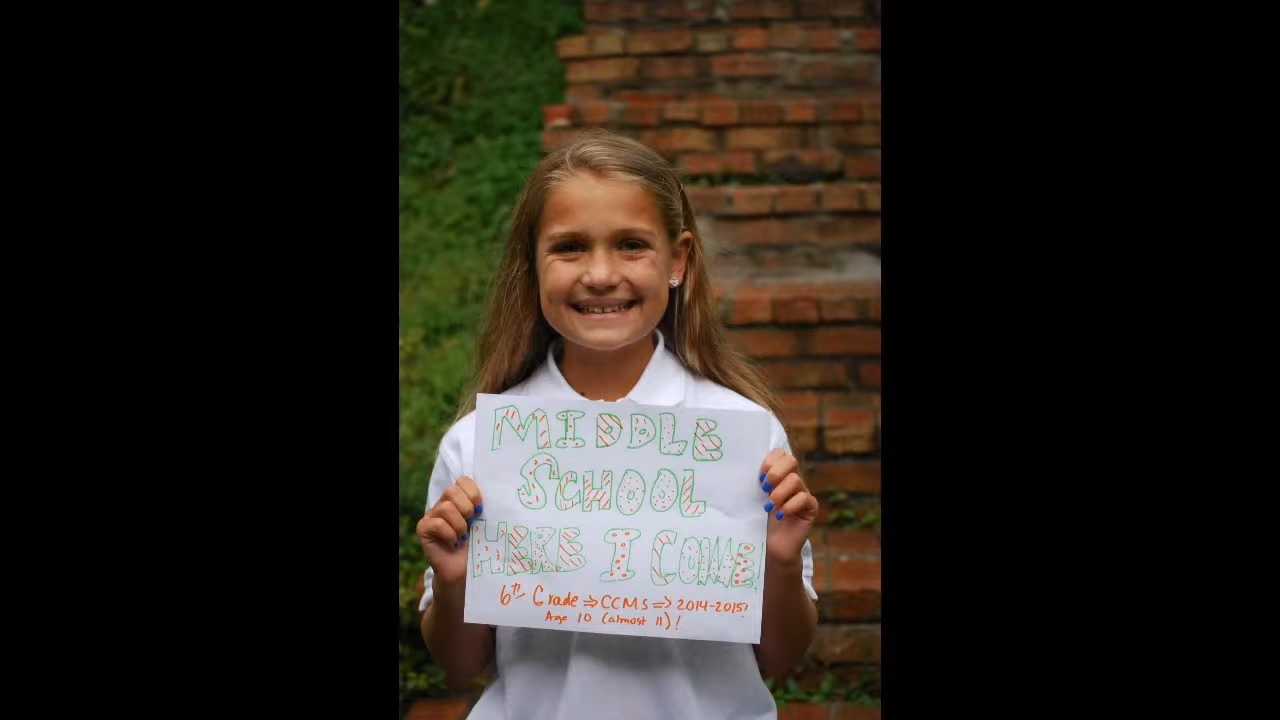 MIDDLE
SCHOOL
HERE I COME!
6th Grade ⇒ CCMS ⇒ 2014-2015!
Age 10 (almost 11)!